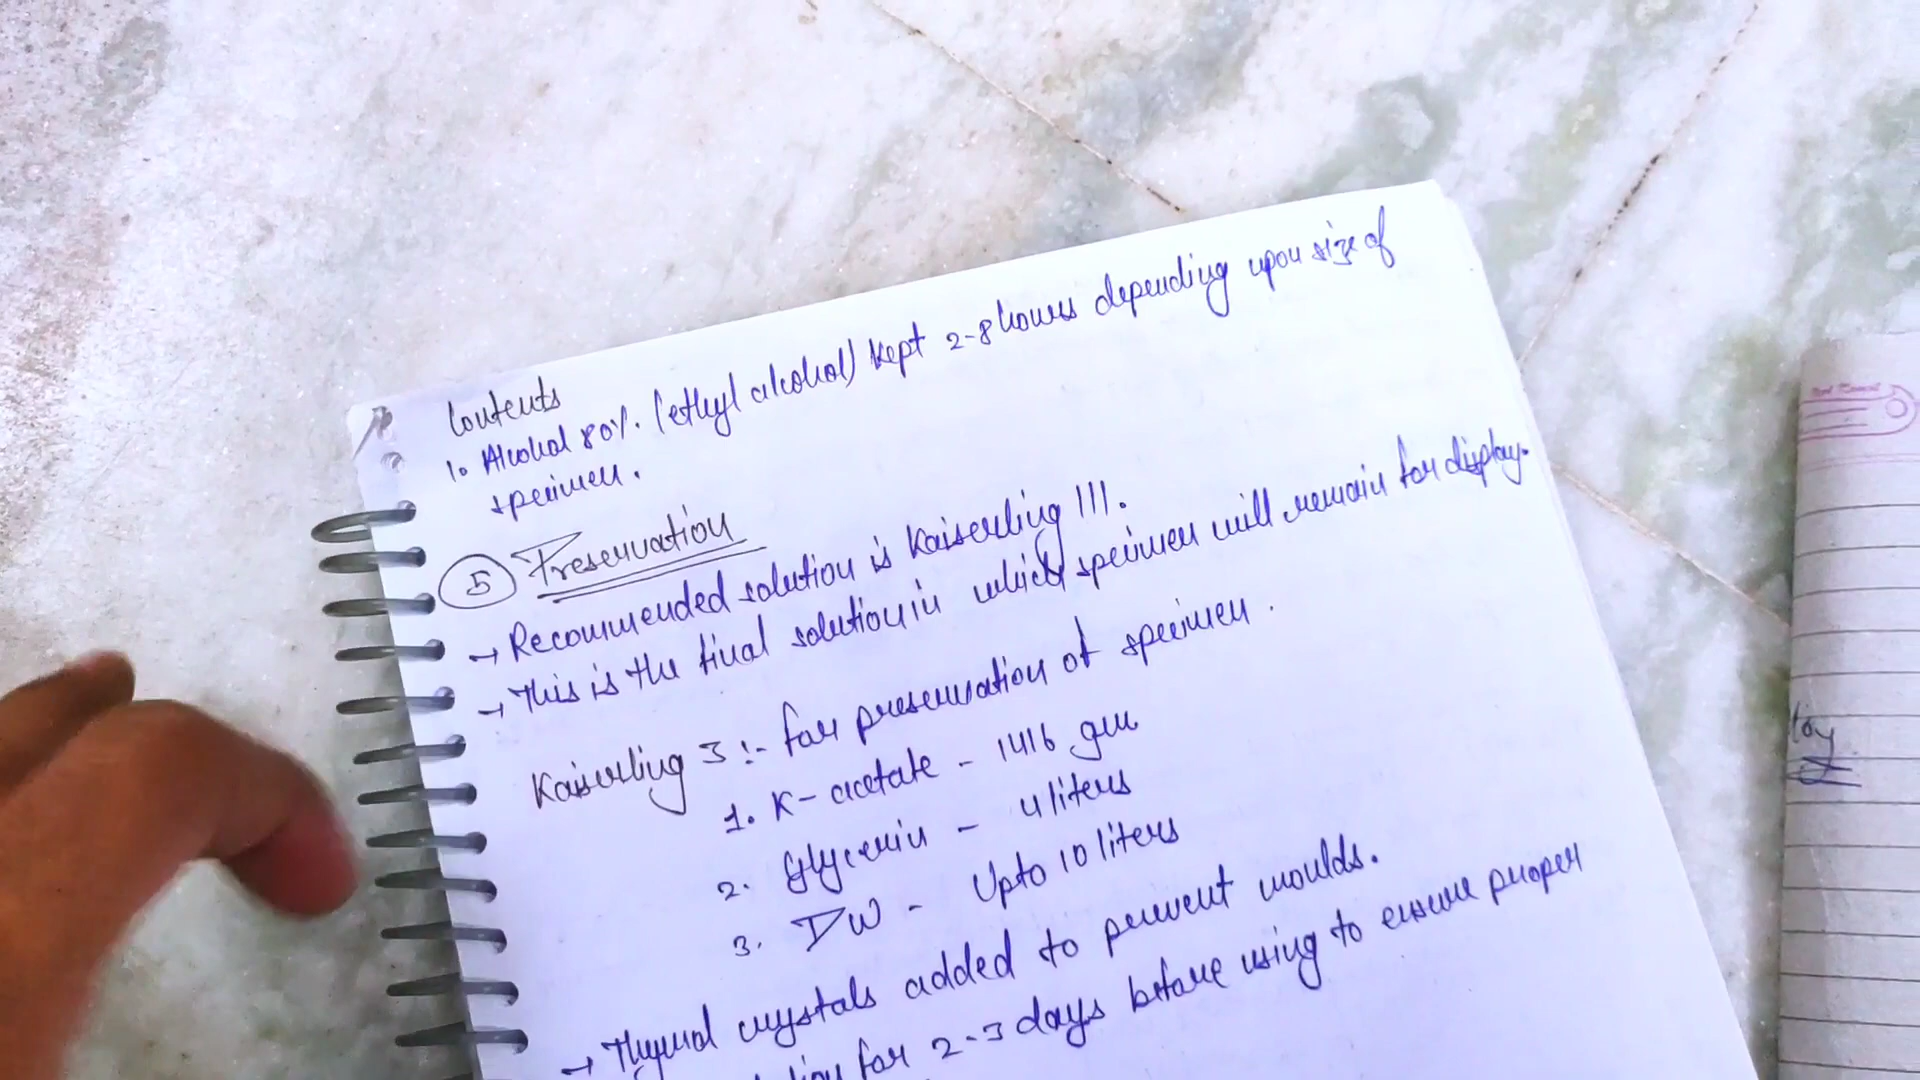 Contents
1. Alcohol 80%. (ethyl alcohol) kept 2-8 hours depending upon size of
specimen.
5 Preservation
→ Recommended solution is Kaiserling III.
→ This is the final solution in which specimen will remain for display.
Kaiserling 3 :- for preservation of specimen.
1. K-acetate - 1416 gm
2. Glycerin - 4 liters
3. DW - Upto 10 liters
→ Thymol crystals added to prevent moulds.
for 2-3 days before using to ensure proper